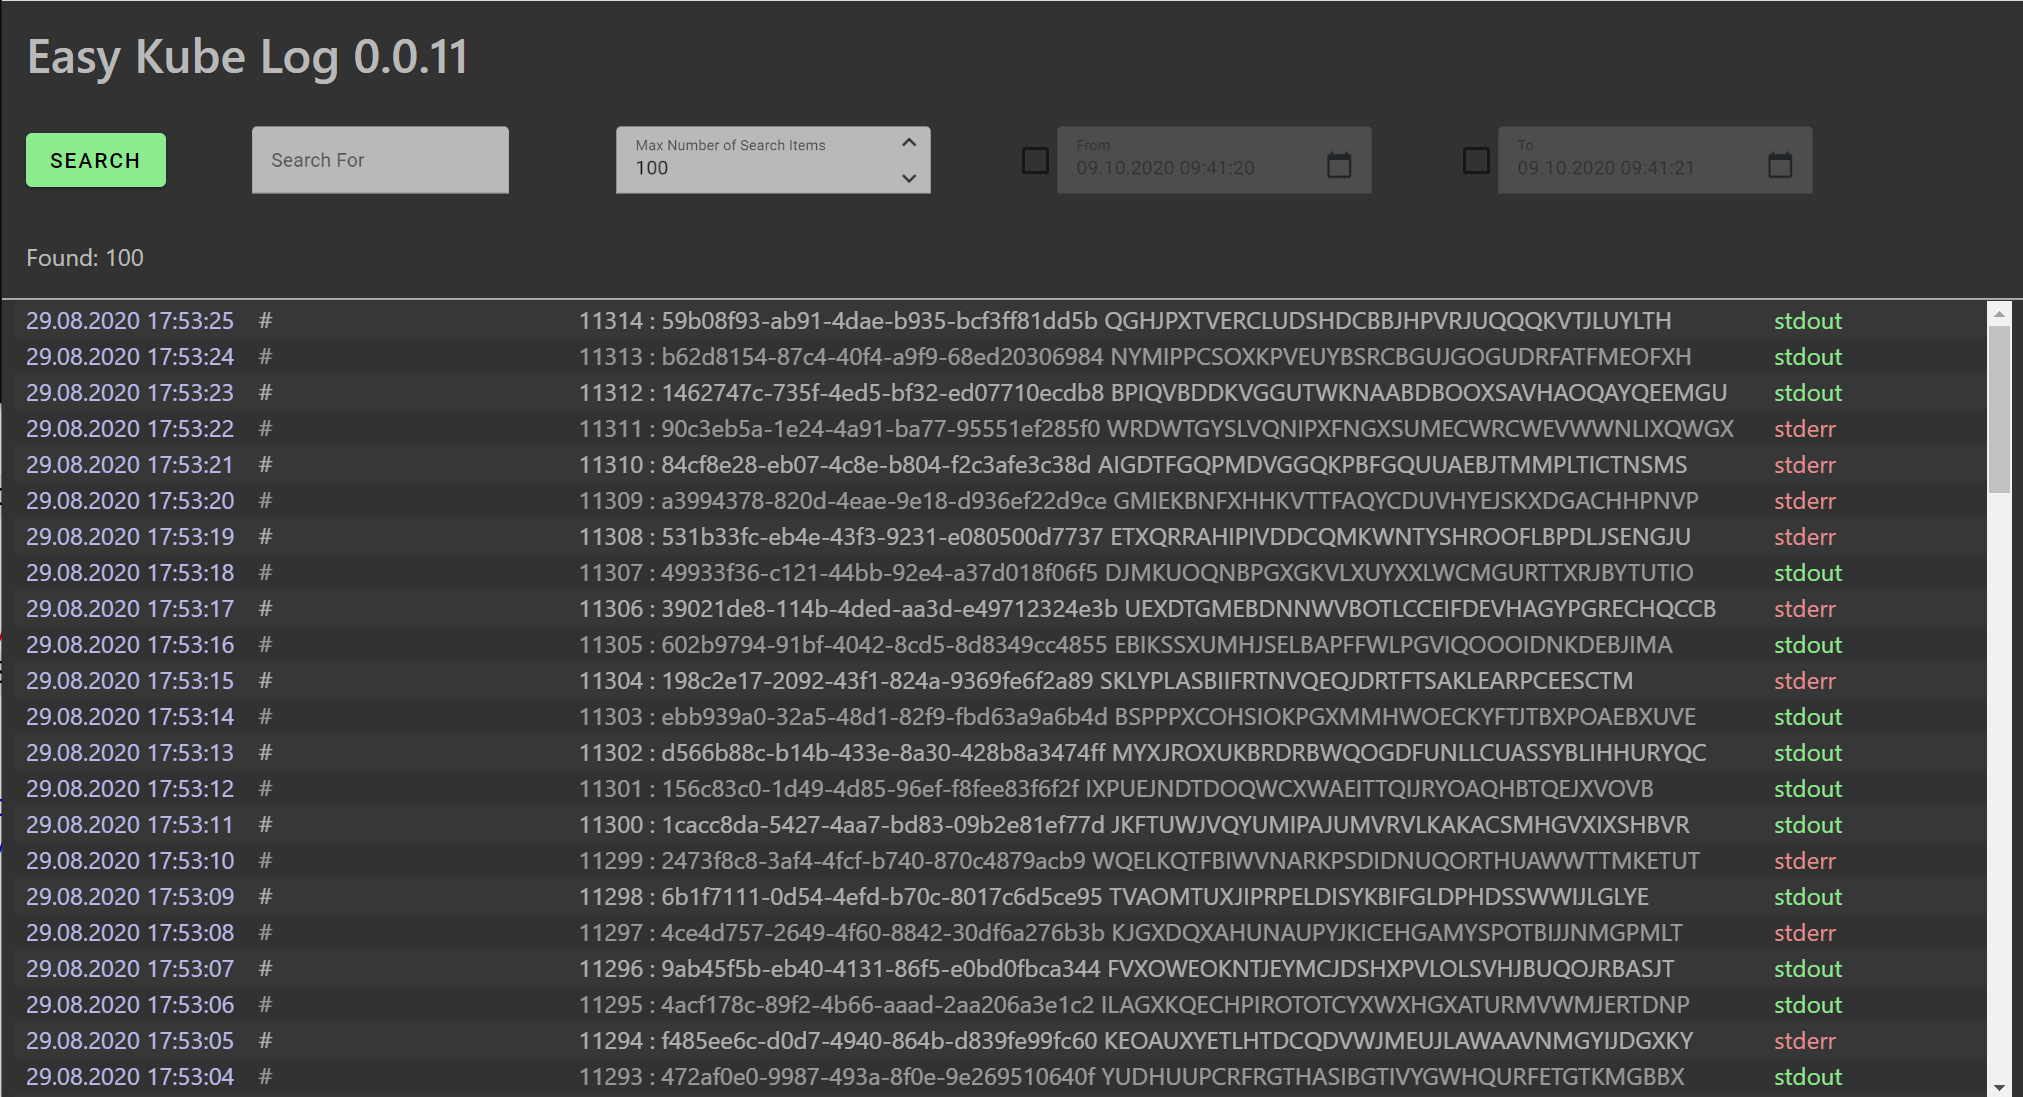 Easy Kube Log 0.0.11
SEARCH
Search For
Max Number of Search Items
100
From
09.10.2020 09:41:20
To
09.10.2020 09:41:21
Found: 100
29.08.2020 17:53:25 # 11314 : 59b08f93-ab91-4dae-b935-bcf3ff81dd5b QGHJPXTVERCLUDSHDCBBJHPVRJUQQQKVTJLUYLTH stdout
29.08.2020 17:53:24 # 11313 : b62d8154-87c4-40f4-a9f9-68ed20306984 NYMIPPCSOXKPVEUYBSRCBGUJGOGUDRFATFMEOFXH stdout
29.08.2020 17:53:23 # 11312 : 1462747c-735f-4ed5-bf32-ed07710ecdb8 BPIQVBDDKVGGUTWKNAABDBOOXSAVHAOQAYQEEMGU stdout
29.08.2020 17:53:22 # 11311 : 90c3eb5a-1e24-4a91-ba77-95551ef285f0 WRDWTGYSLVQNIPXFNGXSUMECWRCWEVWWNLIXQWGX stderr
29.08.2020 17:53:21 # 11310 : 84cf8e28-eb07-4c8e-b804-f2c3afe3c38d AIGDTFGQPMDVGGQKPBFGQUUAEBJTMMPLTICTNSMS stderr
29.08.2020 17:53:20 # 11309 : a3994378-820d-4eae-9e18-d936ef22d9ce GMIEKBNFXHHKVTTFAQYCDUVHYEJSKXDGACHHPNVP stderr
29.08.2020 17:53:19 # 11308 : 531b33fc-eb4e-43f3-9231-e080500d7737 ETXQRRAHIPIVDDCQMKWNTYSHROOFLBPDLJSENGJU stderr
29.08.2020 17:53:18 # 11307 : 49933f36-c121-44bb-92e4-a37d018f06f5 DJMKUOQNBPGXGKVLXUYXXLWCMGURTTXRJBYTUTIO stdout
29.08.2020 17:53:17 # 11306 : 39021de8-114b-4ded-aa3d-e49712324e3b UEXDTGMEBDNNWVBOTLCCEIFDEVHAGYPGRECHQCCB stderr
29.08.2020 17:53:16 # 11305 : 602b9794-91bf-4042-8cd5-8d8349cc4855 EBIKSSXUMHJSELBAPFFWLPGVIQOOOIDNKDEBJIMA stdout
29.08.2020 17:53:15 # 11304 : 198c2e17-2092-43f1-824a-9369fe6f2a89 SKLYPLASBIIFRTNVQEQJDRTFTSAKLEARPCEESCTM stderr
29.08.2020 17:53:14 # 11303 : ebb939a0-32a5-48d1-82f9-fbd63a9a6b4d BSPPPXCOHSIOKPGXMMHWOECKYFTJTBXPOAEBXUVE stdout
29.08.2020 17:53:13 # 11302 : d566b88c-b14b-433e-8a30-428b8a3474ff MYXJROXUKBRDRBWQOGDFUNLLCUASSYBLIHHURYQC stdout
29.08.2020 17:53:12 # 11301 : 156c83c0-1d49-4d85-96ef-f8fee83f6f2f IXPUEJNDTDOQWCXWAEITTQIJRYOAQHBTQEJXVOVB stdout
29.08.2020 17:53:11 # 11300 : 1cacc8da-5427-4aa7-bd83-09b2e81ef77d JKFTUWJVQYUMIPAJUMVRVLKAKACSMHGVXIXSHBVR stdout
29.08.2020 17:53:10 # 11299 : 2473f8c8-3af4-4fcf-b740-870c4879acb9 WQELKQTFBIWVNARKPSDIDNUQORTHUAWWTTMKETUT stderr
29.08.2020 17:53:09 # 11298 : 6b1f7111-0d54-4efd-b70c-8017c6d5ce95 TVAOMTUXJIPRPELDISYKBIFGLDPHDSSWWIJLGLYE stdout
29.08.2020 17:53:08 # 11297 : 4ce4d757-2649-4f60-8842-30df6a276b3b KJGXDQXAHUNAUPYJKICEHGAMYSPOTBIJJNMGPMLT stderr
29.08.2020 17:53:07 # 11296 : 9ab45f5b-eb40-4131-86f5-e0bd0fbca344 FVXOWEOKNTJEYMCJDSHXPVLOLSVHJBUQOJRBASJT stdout
29.08.2020 17:53:06 # 11295 : 4acf178c-89f2-4b66-aaad-2aa206a3e1c2 ILAGXKQECHPIROTOTCYXWXHGXATURMVWMJERTDNP stdout
29.08.2020 17:53:05 # 11294 : f485ee6c-d0d7-4940-864b-d839fe99fc60 KEOAUXYETLHTDCQDVWJMEUJLAWAAVNMGYIJDGXKY stderr
29.08.2020 17:53:04 # 11293 : 472af0e0-9987-493a-8f0e-9e269510640f YUDHUUPCRFRGTHASIBGTIVYGWHQURFETGTKMGBBX stdout